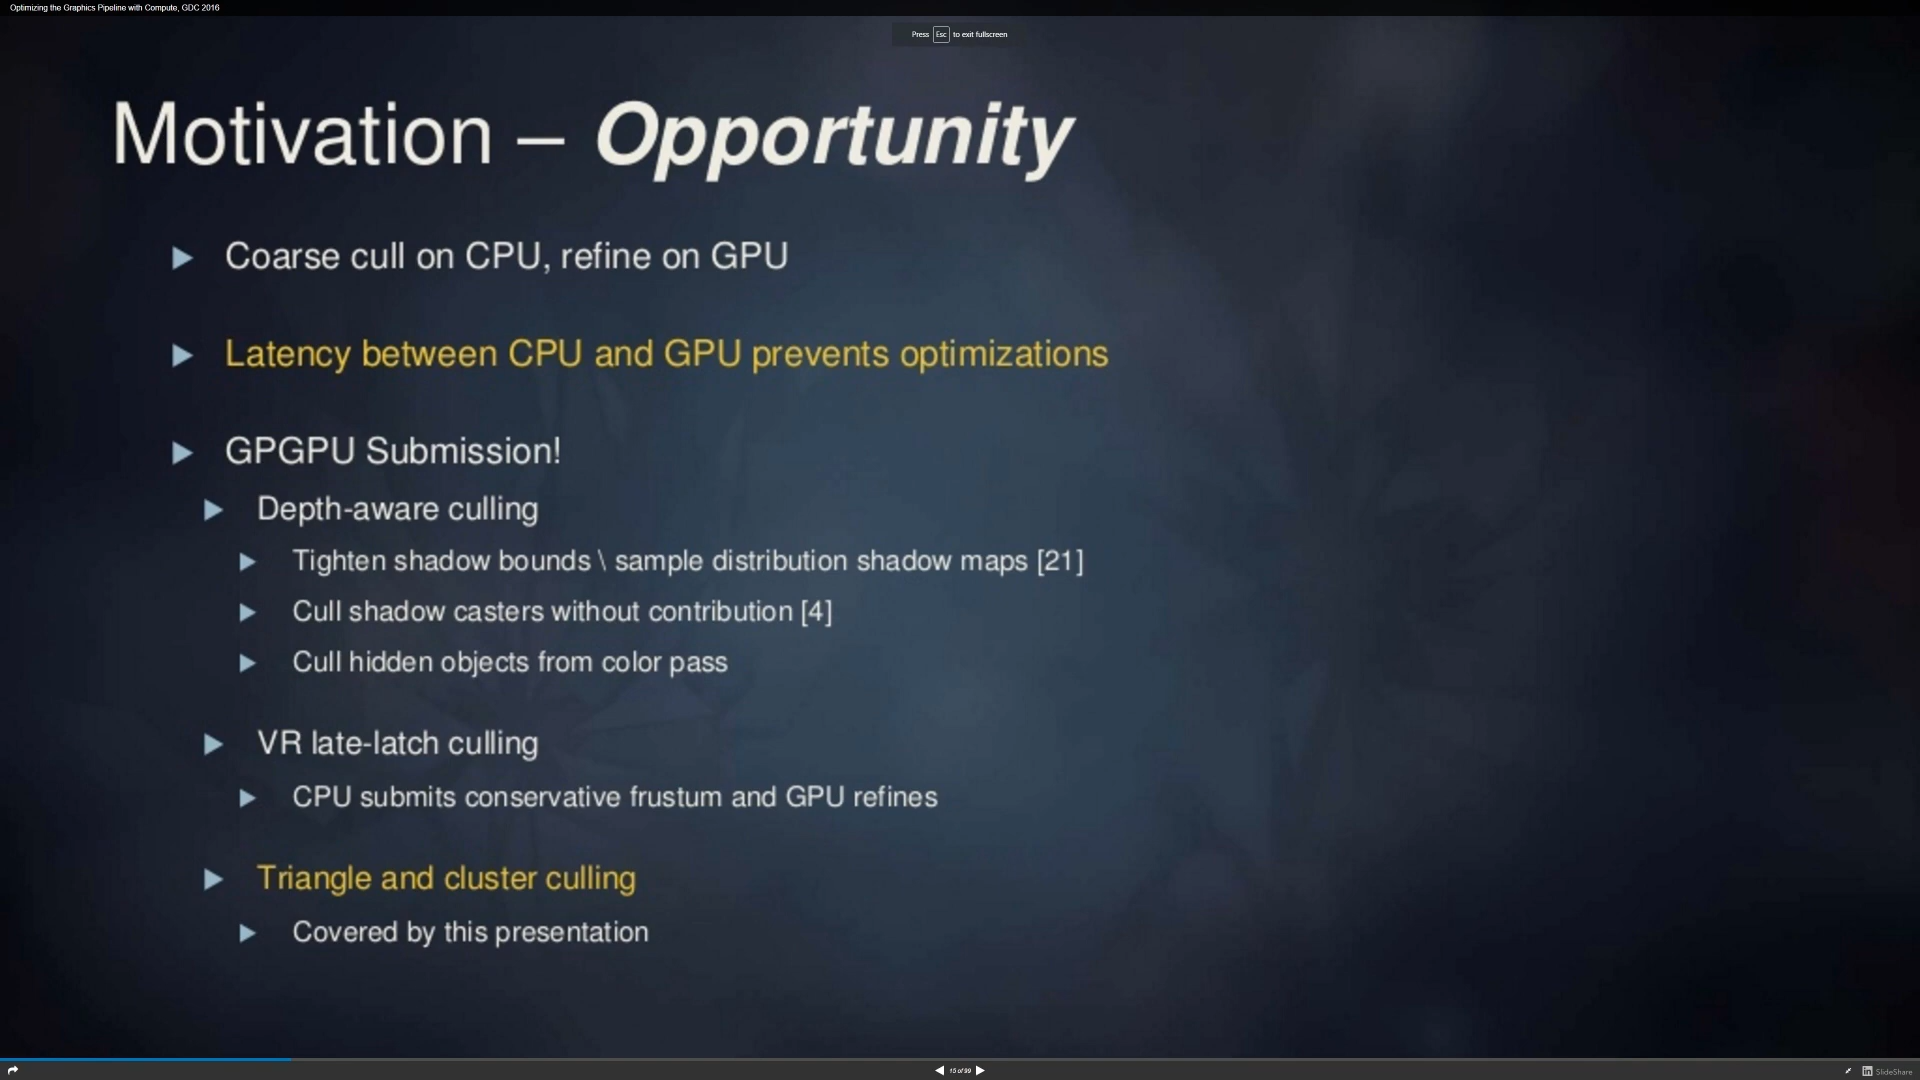 Optimizing the Graphics Pipeline with Compute, GDC 2016
Press Esc to exit fullscreen
Motivation – Opportunity
Coarse cull on CPU, refine on GPU
Latency between CPU and GPU prevents optimizations
GPGPU Submission!
Depth-aware culling
Tighten shadow bounds \ sample distribution shadow maps [21]
Cull shadow casters without contribution [4]
Cull hidden objects from color pass
VR late-latch culling
CPU submits conservative frustum and GPU refines
Triangle and cluster culling
Covered by this presentation
15 of 99
in SlideShare